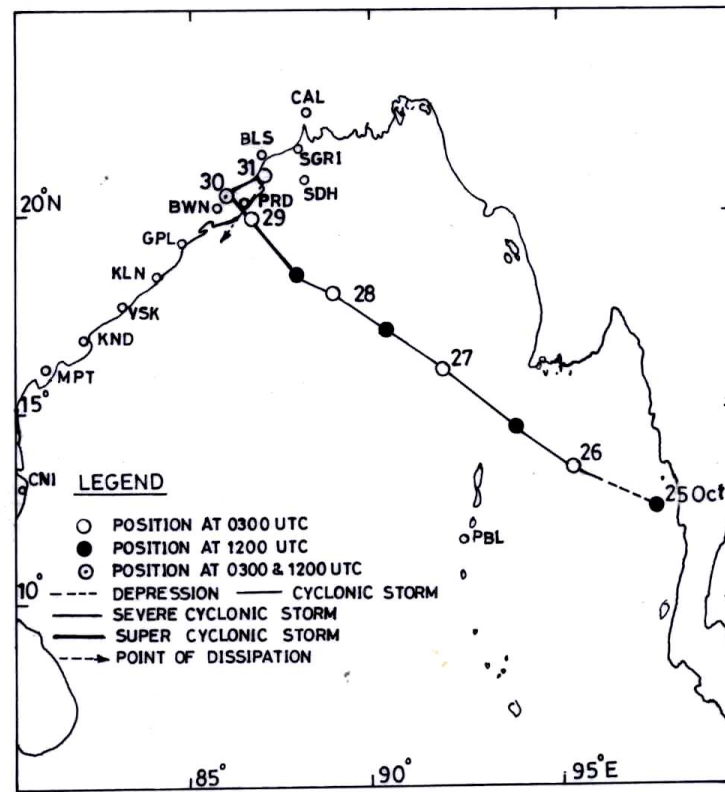 CAL
BLS
SGRI
31
30
SDH
PRD
BWN
20°N
29
GPL
KLN
28
VSK
27
KND
MPT
15°
26
CNI
LEGEND
25 Oct
POSITION AT 0300 UTC
POSITION AT 1200 UTC
PBL
POSITION AT 0300 & 1200 UTC
DEPRESSION CYCLONIC STORM
10°
SEVERE CYCLONIC STORM
SUPER CYCLONIC STORM
POINT OF DISSIPATION
85° 90° 95°E